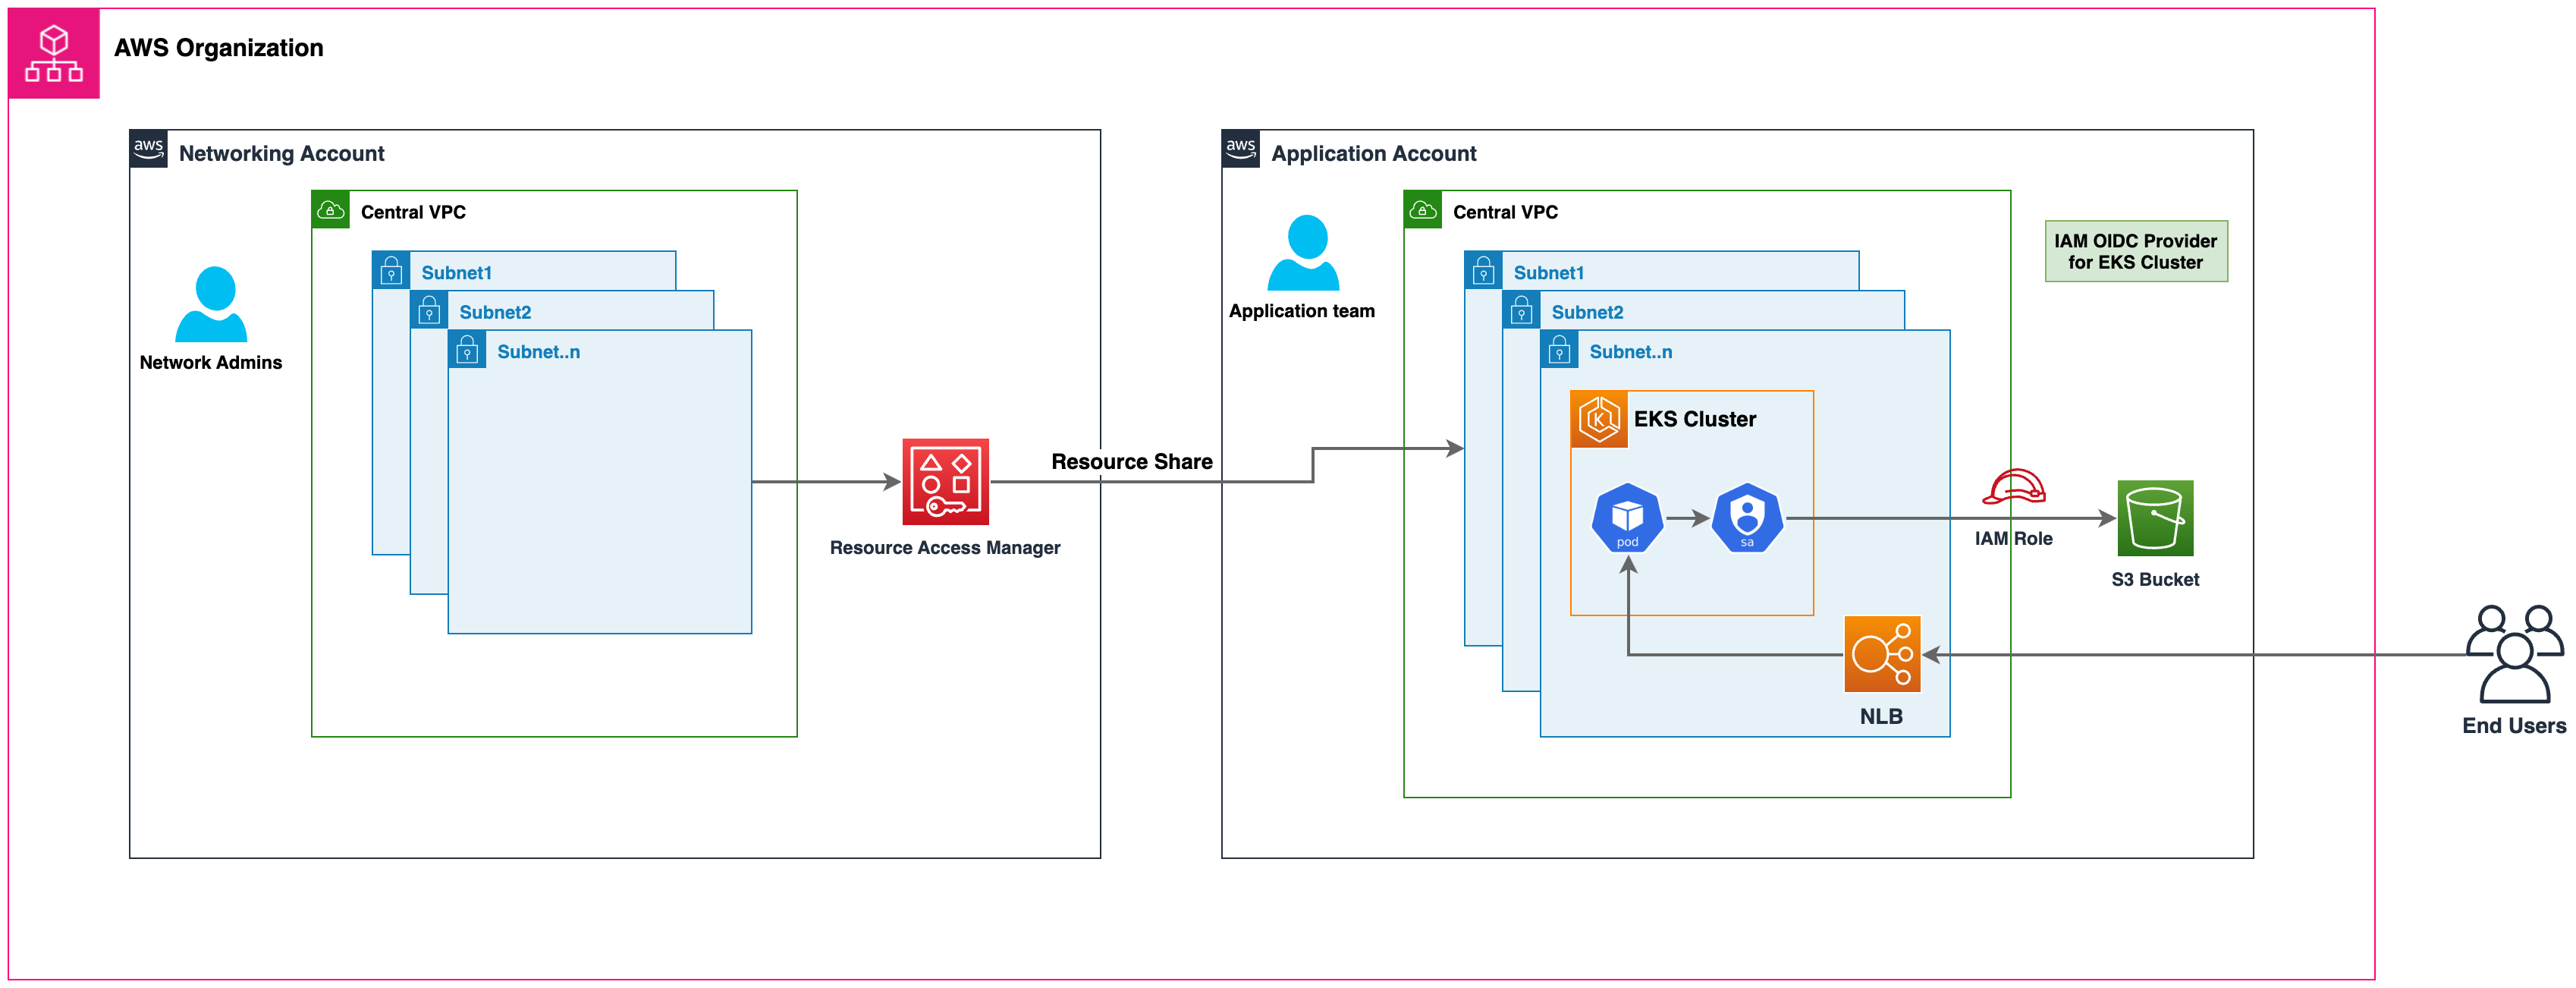 AWS Organization
aws
Networking Account
Central VPC
Subnet1
Subnet2
Subnet..n
Network Admins
Resource Access Manager
Resource Share
aws
Application Account
Application team
Central VPC
Subnet1
Subnet2
Subnet..n
IAM OIDC Provider
for EKS Cluster
K
EKS Cluster
pod
sa
IAM Role
S3 Bucket
NLB
End Users